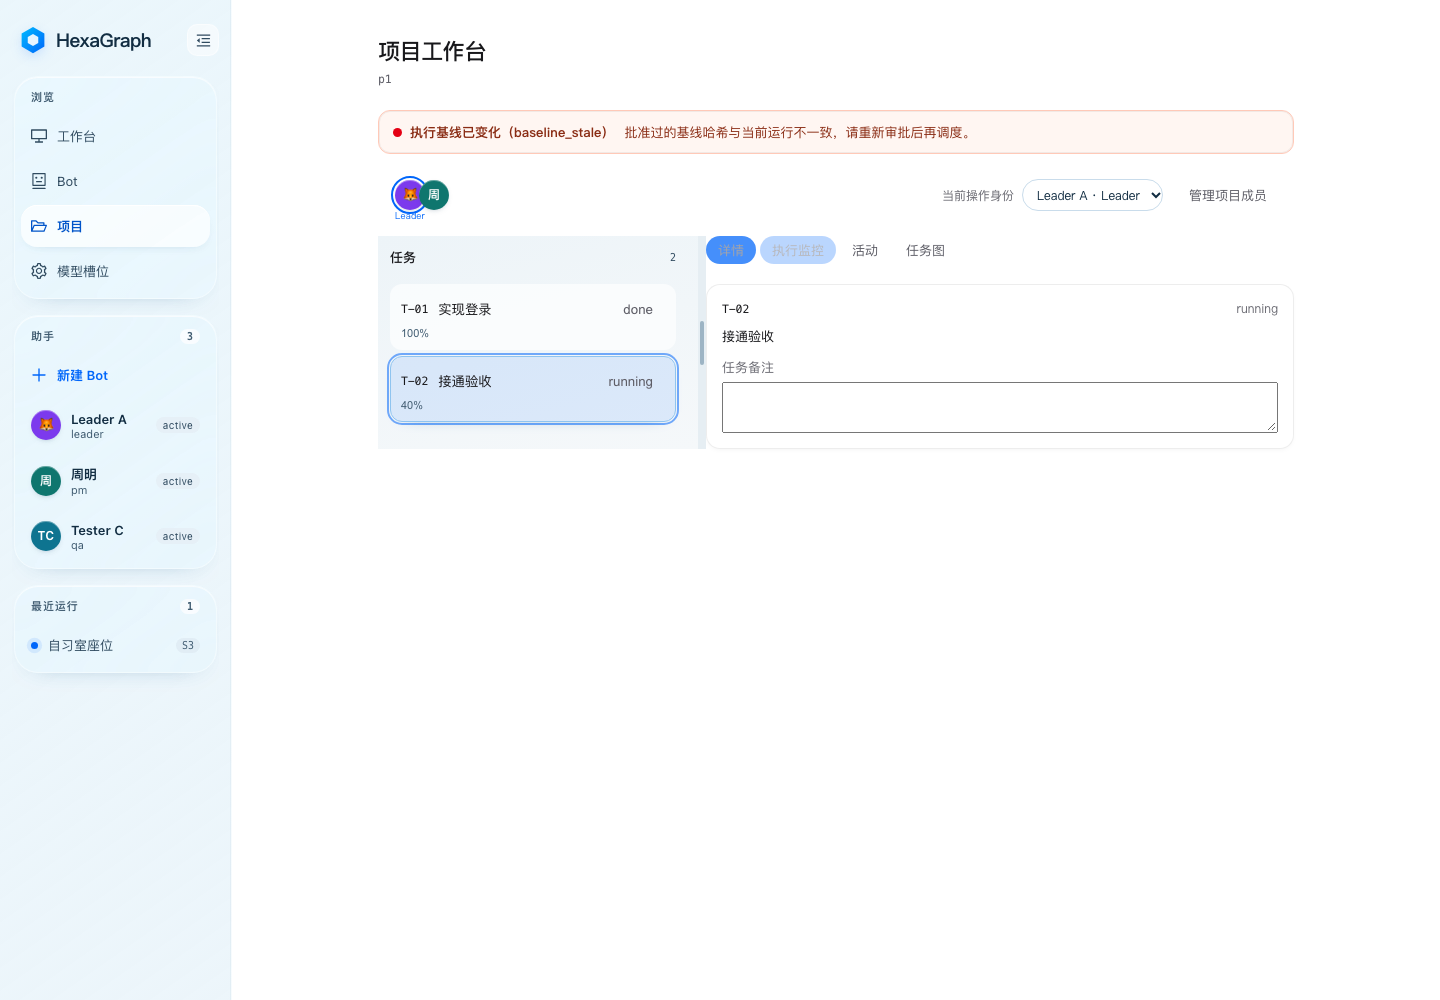 HexaGraph
浏览
工作台
Bot
项目
模型槽位
助手 3
新建 Bot
Leader A
leader
active
周
周明
pm
active
TC
Tester C
qa
active
最近运行 1
自习室座位 S3
项目工作台
p1
执行基线已变化（baseline_stale） 批准过的基线哈希与当前运行不一致，请重新审批后再调度。
周
Leader
当前操作身份 Leader A · Leader 管理项目成员
任务 2
T-01 实现登录 done
100%
T-02 接通验收 running
40%
详情 执行监控 活动 任务图
T-02 running
接通验收
任务备注